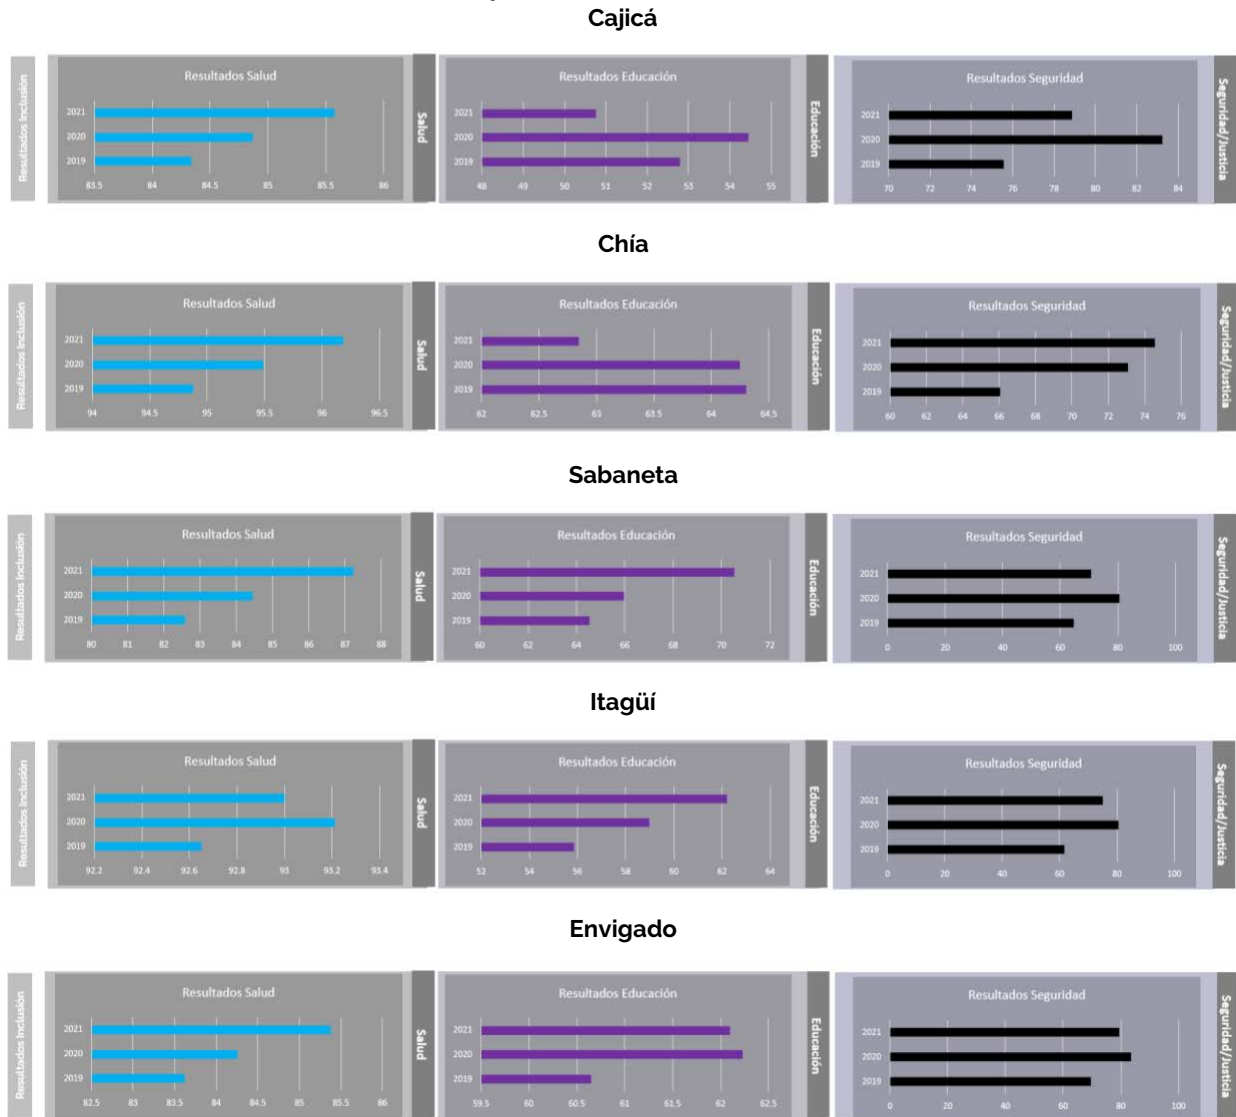 Cajicá
Resultados Inclusión
Resultados Salud
2021
2020
2019
83.5 84 84.5 85 85.5 86
Salud
Resultados Educación
2021
2020
2019
48 49 50 51 52 53 54 55
Educación
Resultados Seguridad
2021
2020
2019
70 72 74 76 78 80 82 84
Seguridad/Justicia
Chía
Resultados Inclusión
Resultados Salud
2021
2020
2019
94 94.5 95 95.5 96 96.5
Salud
Resultados Educación
2021
2020
2019
62 62.5 63 63.5 64 64.5
Educación
Resultados Seguridad
2021
2020
2019
60 62 64 66 68 70 72 74 76
Seguridad/Justicia
Sabaneta
Resultados Inclusión
Resultados Salud
2021
2020
2019
80 81 82 83 84 85 86 87 88
Salud
Resultados Educación
2021
2020
2019
60 62 64 66 68 70 72
Educación
Resultados Seguridad
2021
2020
2019
0 20 40 60 80 100
Seguridad/Justicia
Itagüí
Resultados Inclusión
Resultados Salud
2021
2020
2019
92.2 92.4 92.6 92.8 93 93.2 93.4
Salud
Resultados Educación
2021
2020
2019
52 54 56 58 60 62 64
Educación
Resultados Seguridad
2021
2020
2019
0 20 40 60 80 100
Seguridad/Justicia
Envigado
Resultados Inclusión
Resultados Salud
2021
2020
2019
82.5 83 83.5 84 84.5 85 85.5 86
Salud
Resultados Educación
2021
2020
2019
59.5 60 60.5 61 61.5 62 62.5
Educación
Resultados Seguridad
2021
2020
2019
0 20 40 60 80 100
Seguridad/Justicia